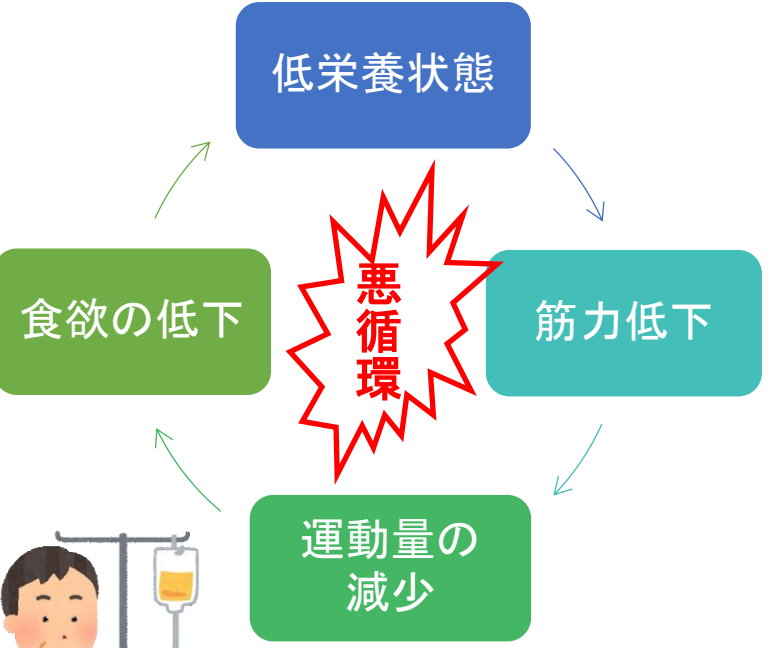 低栄養状態
食欲の低下
悪循環
筋力低下
運動量の
減少